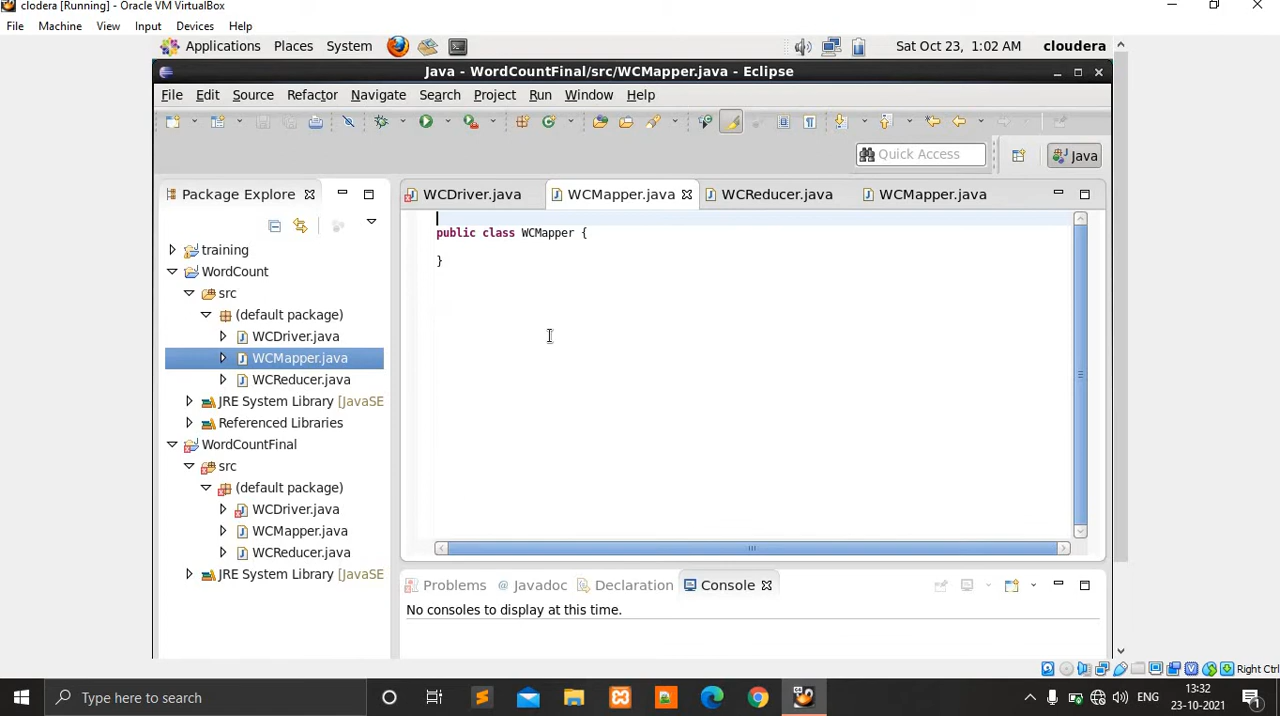 clodera [Running] - Oracle VM VirtualBox
File Machine View Input Devices Help
Applications Places System Sat Oct 23, 1:02 AM cloudera
Java - WordCountFinal/src/WCMapper.java - Eclipse
File Edit Source Refactor Navigate Search Project Run Window Help
Quick Access Java
Package Explore WCDriver.java WCMapper.java WCReducer.java WCMapper.java
public class WCMapper {
training
}
WordCount
src
(default package)
WCDriver.java
WCMapper.java
WCReducer.java
JRE System Library [JavaSE
Referenced Libraries
WordCountFinal
src
(default package)
WCDriver.java
WCMapper.java
WCReducer.java
JRE System Library [JavaSE
Problems @ Javadoc Declaration Console
No consoles to display at this time.
Right Ctrl
Type here to search ENG 13:32
23-10-2021
1